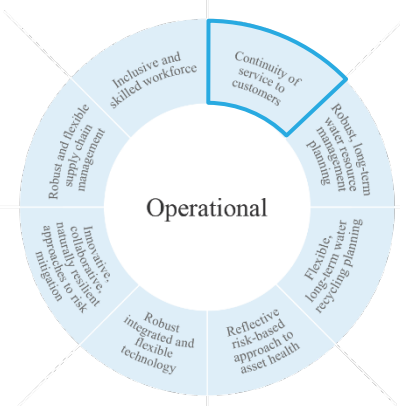 Continuity of
service to
customers
Robust, long-term
water resource
management
planning
Flexible,
long-term water
recycling planning
Reflective
risk-based
approach to
asset health
Robust
integrated and
flexible
technology
Innovative,
collaborative,
naturally resilient
approaches to risk
mitigation
Robust and flexible
supply chain
management
Inclusive and
skilled workforce
Operational